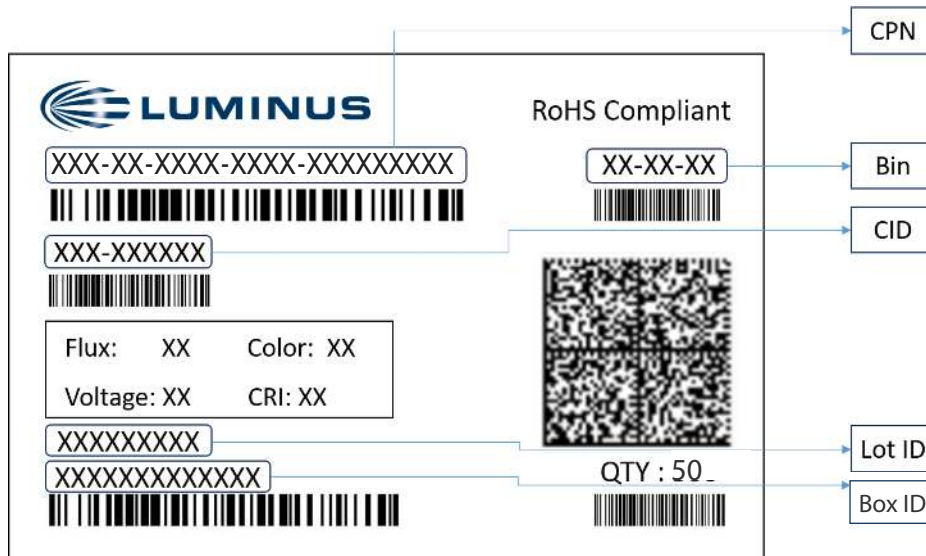 CPN
LUMINUS
RoHS Compliant
XXX-XX-XXXX-XXXX-XXXXXXXXX
XX-XX-XX
Bin
XXX-XXXXXX
CID
Flux: XX Color: XX
Voltage: XX CRI: XX
XXXXXXXXX
Lot ID
XXXXXXXXXXXXX
QTY : 50
Box ID